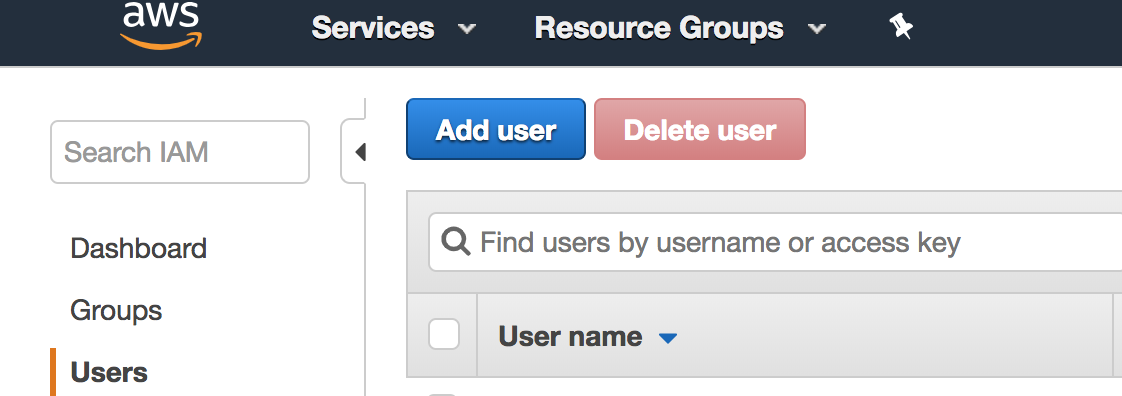 aws
Services
Resource Groups
Add user
Delete user
Search IAM
Find users by username or access key
Dashboard
Groups
User name
Users